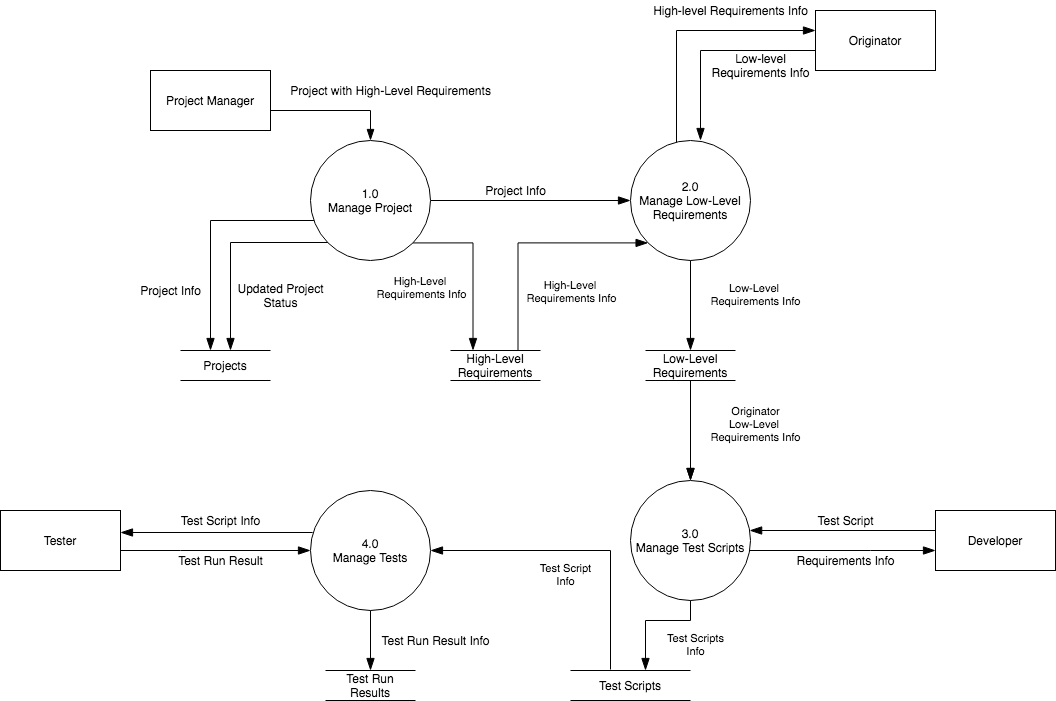 High-level Requirements Info
Originator
Low-level
Requirements Info
Project Manager
Project with High-Level Requirements
1.0
Manage Project
Project Info
2.0
Manage Low-Level
Requirements
Project Info
Updated Project
Status
High-Level
Requirements Info
High-Level
Requirements Info
Low-Level
Requirements Info
Projects
High-Level
Requirements
Low-Level
Requirements
Originator
Low-Level
Requirements Info
Tester
Test Script Info
Test Run Result
4.0
Manage Tests
Test Script
Info
3.0
Manage Test Scripts
Test Script
Requirements Info
Developer
Test Run Result Info
Test Scripts
Info
Test Run
Results
Test Scripts